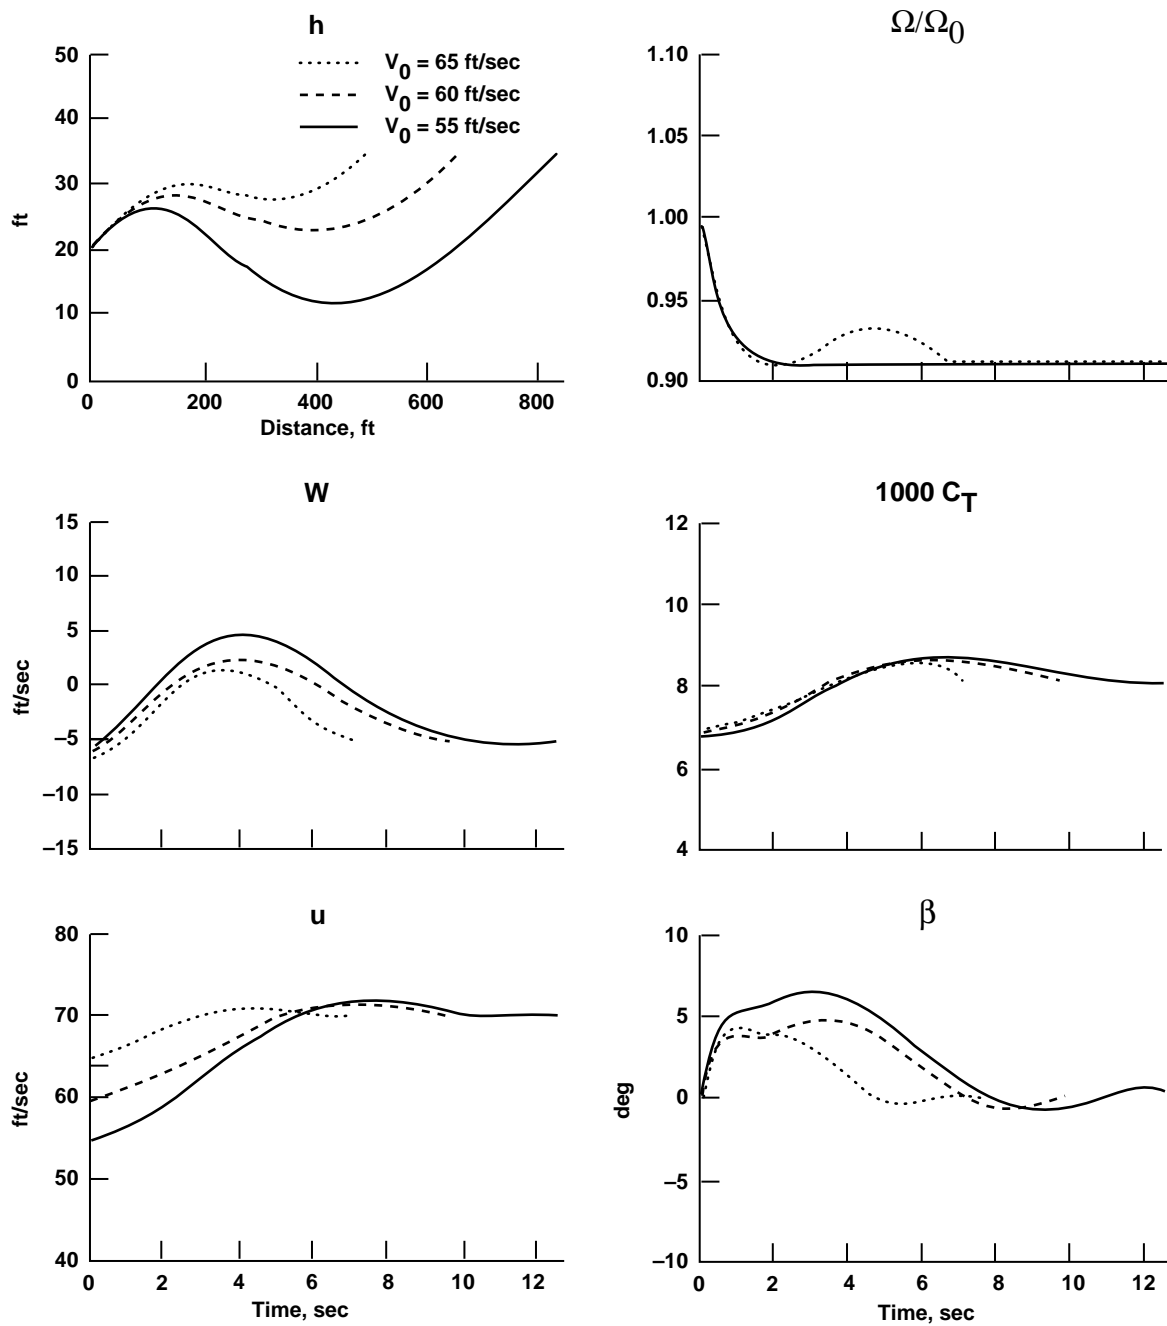 h
50
40
30
20
10
0
ft
V0 = 65 ft/sec
V0 = 60 ft/sec
V0 = 55 ft/sec
0 200 400 600 800
Distance, ft
Ω/Ω0
1.10
1.05
1.00
0.95
0.90
W
15
10
5
0
–5
–10
–15
ft/sec
1000 CT
12
10
8
6
4
u
80
70
60
50
40
ft/sec
0 2 4 6 8 10 12
Time, sec
β
10
5
0
–5
–10
deg
0 2 4 6 8 10 12
Time, sec